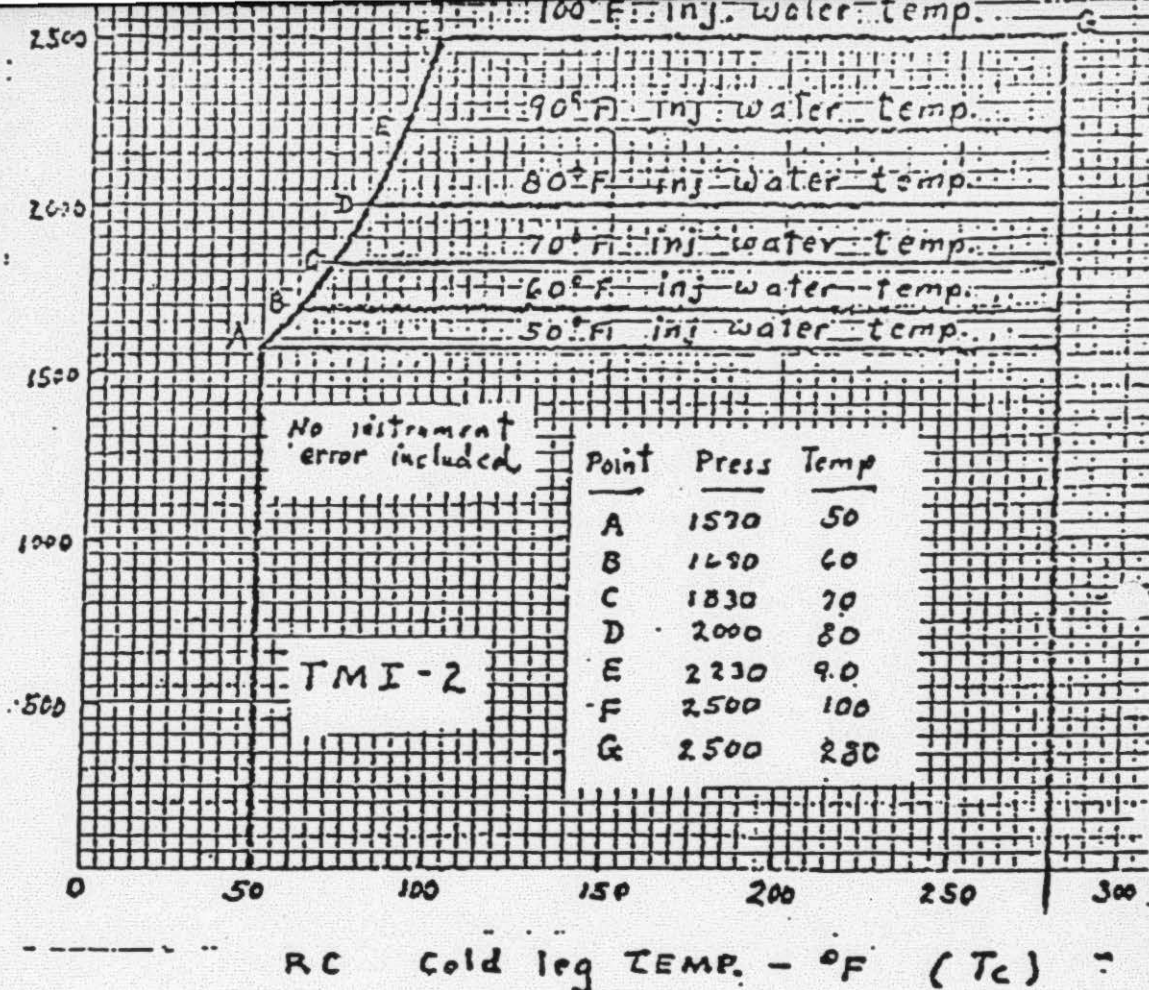 100°F inj. water temp.
F G
2500
90°F inj water temp.
E
80°F inj water temp.
2000 D
70°F inj water temp.
C
60°F inj water temp.
B
50°F inj water temp.
A
1500
No instrument
error included
Point Press Temp
A 1570 50
B 1680 60
C 1830 70
D 2000 80
E 2230 90
F 2500 100
G 2500 280
1000
TMI-2
500
0 50 100 150 200 250 300
RC Cold leg TEMP. - °F (Tc)